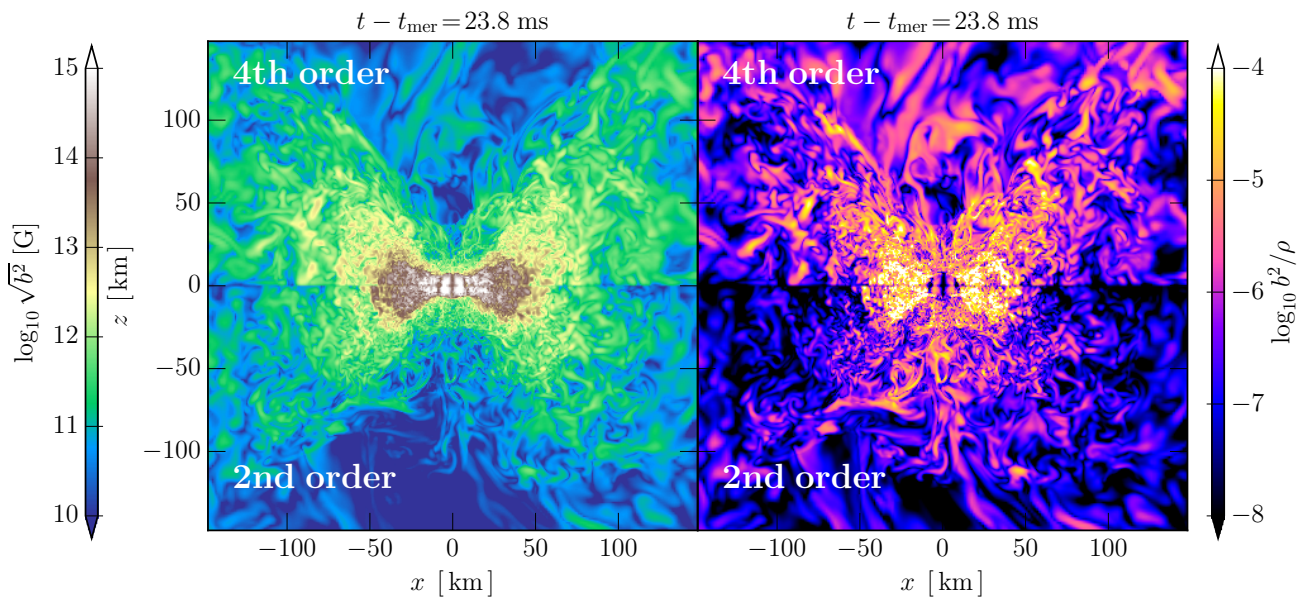 t − t_mer = 23.8 ms
t − t_mer = 23.8 ms
4th order
4th order
2nd order
2nd order
15
14
13
12
11
10
log₁₀ √b² [G]
100
50
0
−50
−100
z [km]
−100
−50
0
50
100
x [km]
−100
−50
0
50
100
x [km]
−4
−5
−6
−7
−8
log₁₀ b²/ρ